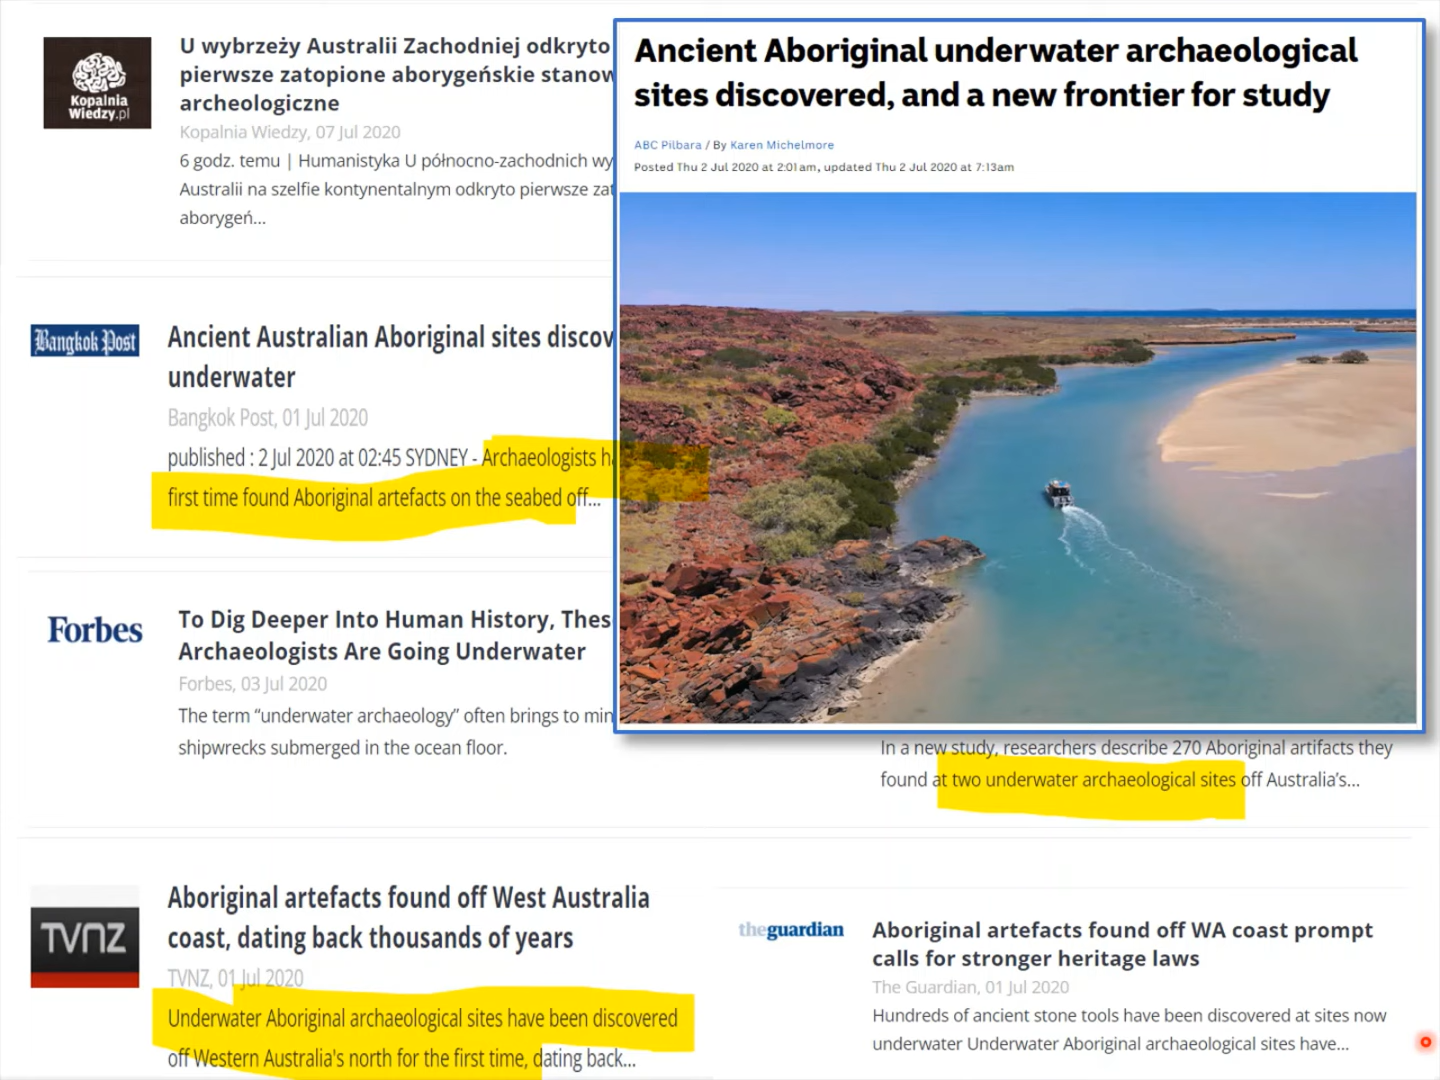 Kopalnia
Wiedzy.pl
U wybrzeży Australii Zachodniej odkryto
pierwsze zatopione aborygeńskie
archeologiczne
Kopalnia Wiedzy, 07 Jul 2020
6 godz. temu | Humanistyka U północno-zachodnich
Australii na szelfie kontynentalnym odkryto pierwsze
aborygeń...
Bangkok Post
Ancient Australian Aboriginal sites
underwater
Bangkok Post, 01 Jul 2020
published : 2 Jul 2020 at 02:45 SYDNEY - Archaeologists
first time found Aboriginal artefacts on the seabed off...
Forbes
To Dig Deeper Into Human History,
Archaeologists Are Going Underwater
Forbes, 03 Jul 2020
The term “underwater archaeology” often brings to
shipwrecks submerged in the ocean floor.
TVNZ
Aboriginal artefacts found off West Australia
coast, dating back thousands of years
TVNZ, 01 Jul 2020
Underwater Aboriginal archaeological sites have been discovered
off Western Australia's north for the first time, dating back...
Ancient Aboriginal underwater archaeological
sites discovered, and a new frontier for study
ABC Pilbara / By Karen Michelmore
Posted Thu 2 Jul 2020 at 2:01am, updated Thu 2 Jul 2020 at 7:13am
In a new study, researchers describe 270 Aboriginal artifacts they
found at two underwater archaeological sites off Australia’s...
theguardian
Aboriginal artefacts found off WA coast prompt
calls for stronger heritage laws
The Guardian, 01 Jul 2020
Hundreds of ancient stone tools have been discovered at sites now
underwater Underwater Aboriginal archaeological sites have...